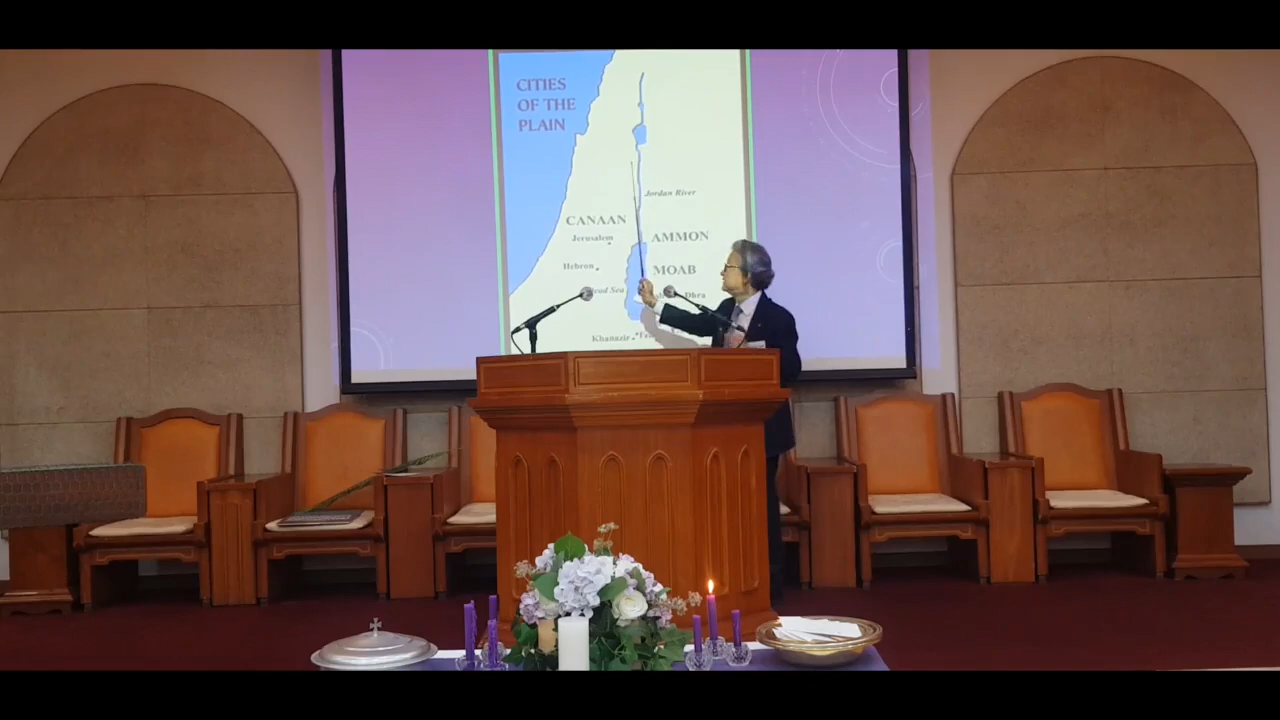 CITIES
OF THE
PLAIN
Jordan River
CANAAN
Jerusalem
AMMON
Hebron
MOAB
Dead Sea
Dhra
Khanazir